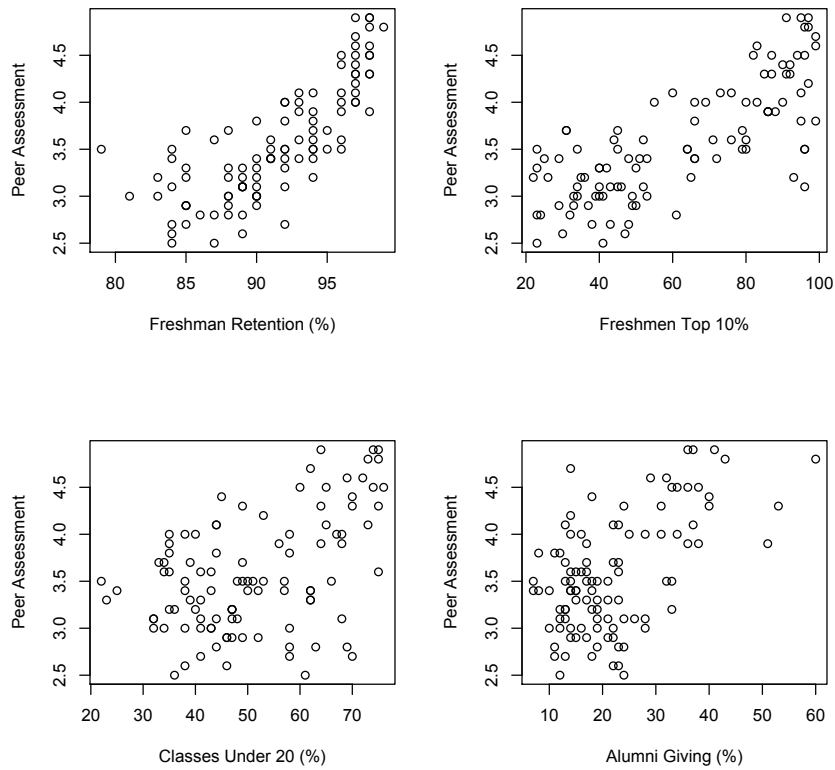 Peer Assessment
4.5
4.0
3.5
3.0
2.5
80 85 90 95
Freshman Retention (%)
Peer Assessment
4.5
4.0
3.5
3.0
2.5
20 40 60 80 100
Freshmen Top 10%
Peer Assessment
4.5
4.0
3.5
3.0
2.5
20 30 40 50 60 70
Classes Under 20 (%)
Peer Assessment
4.5
4.0
3.5
3.0
2.5
10 20 30 40 50 60
Alumni Giving (%)